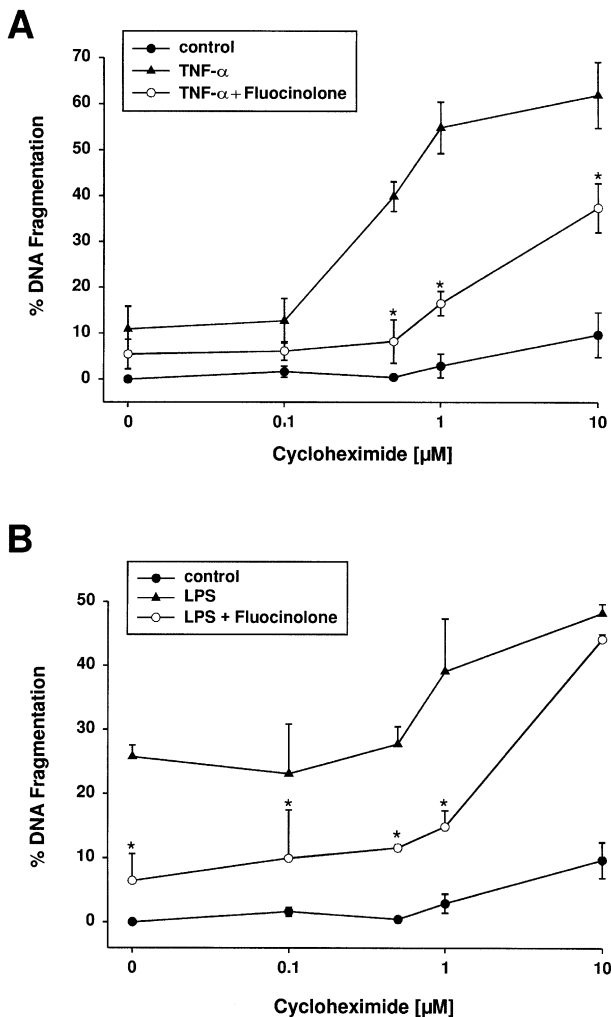 A
control
TNF-α
TNF-α + Fluocinolone
70
60
50
40
30
20
10
0
% DNA Fragmentation
*
*
*
0
0.1
1
10
Cycloheximide [µM]
B
control
LPS
LPS + Fluocinolone
50
40
30
20
10
0
% DNA Fragmentation
*
*
*
*
0
0.1
1
10
Cycloheximide [µM]